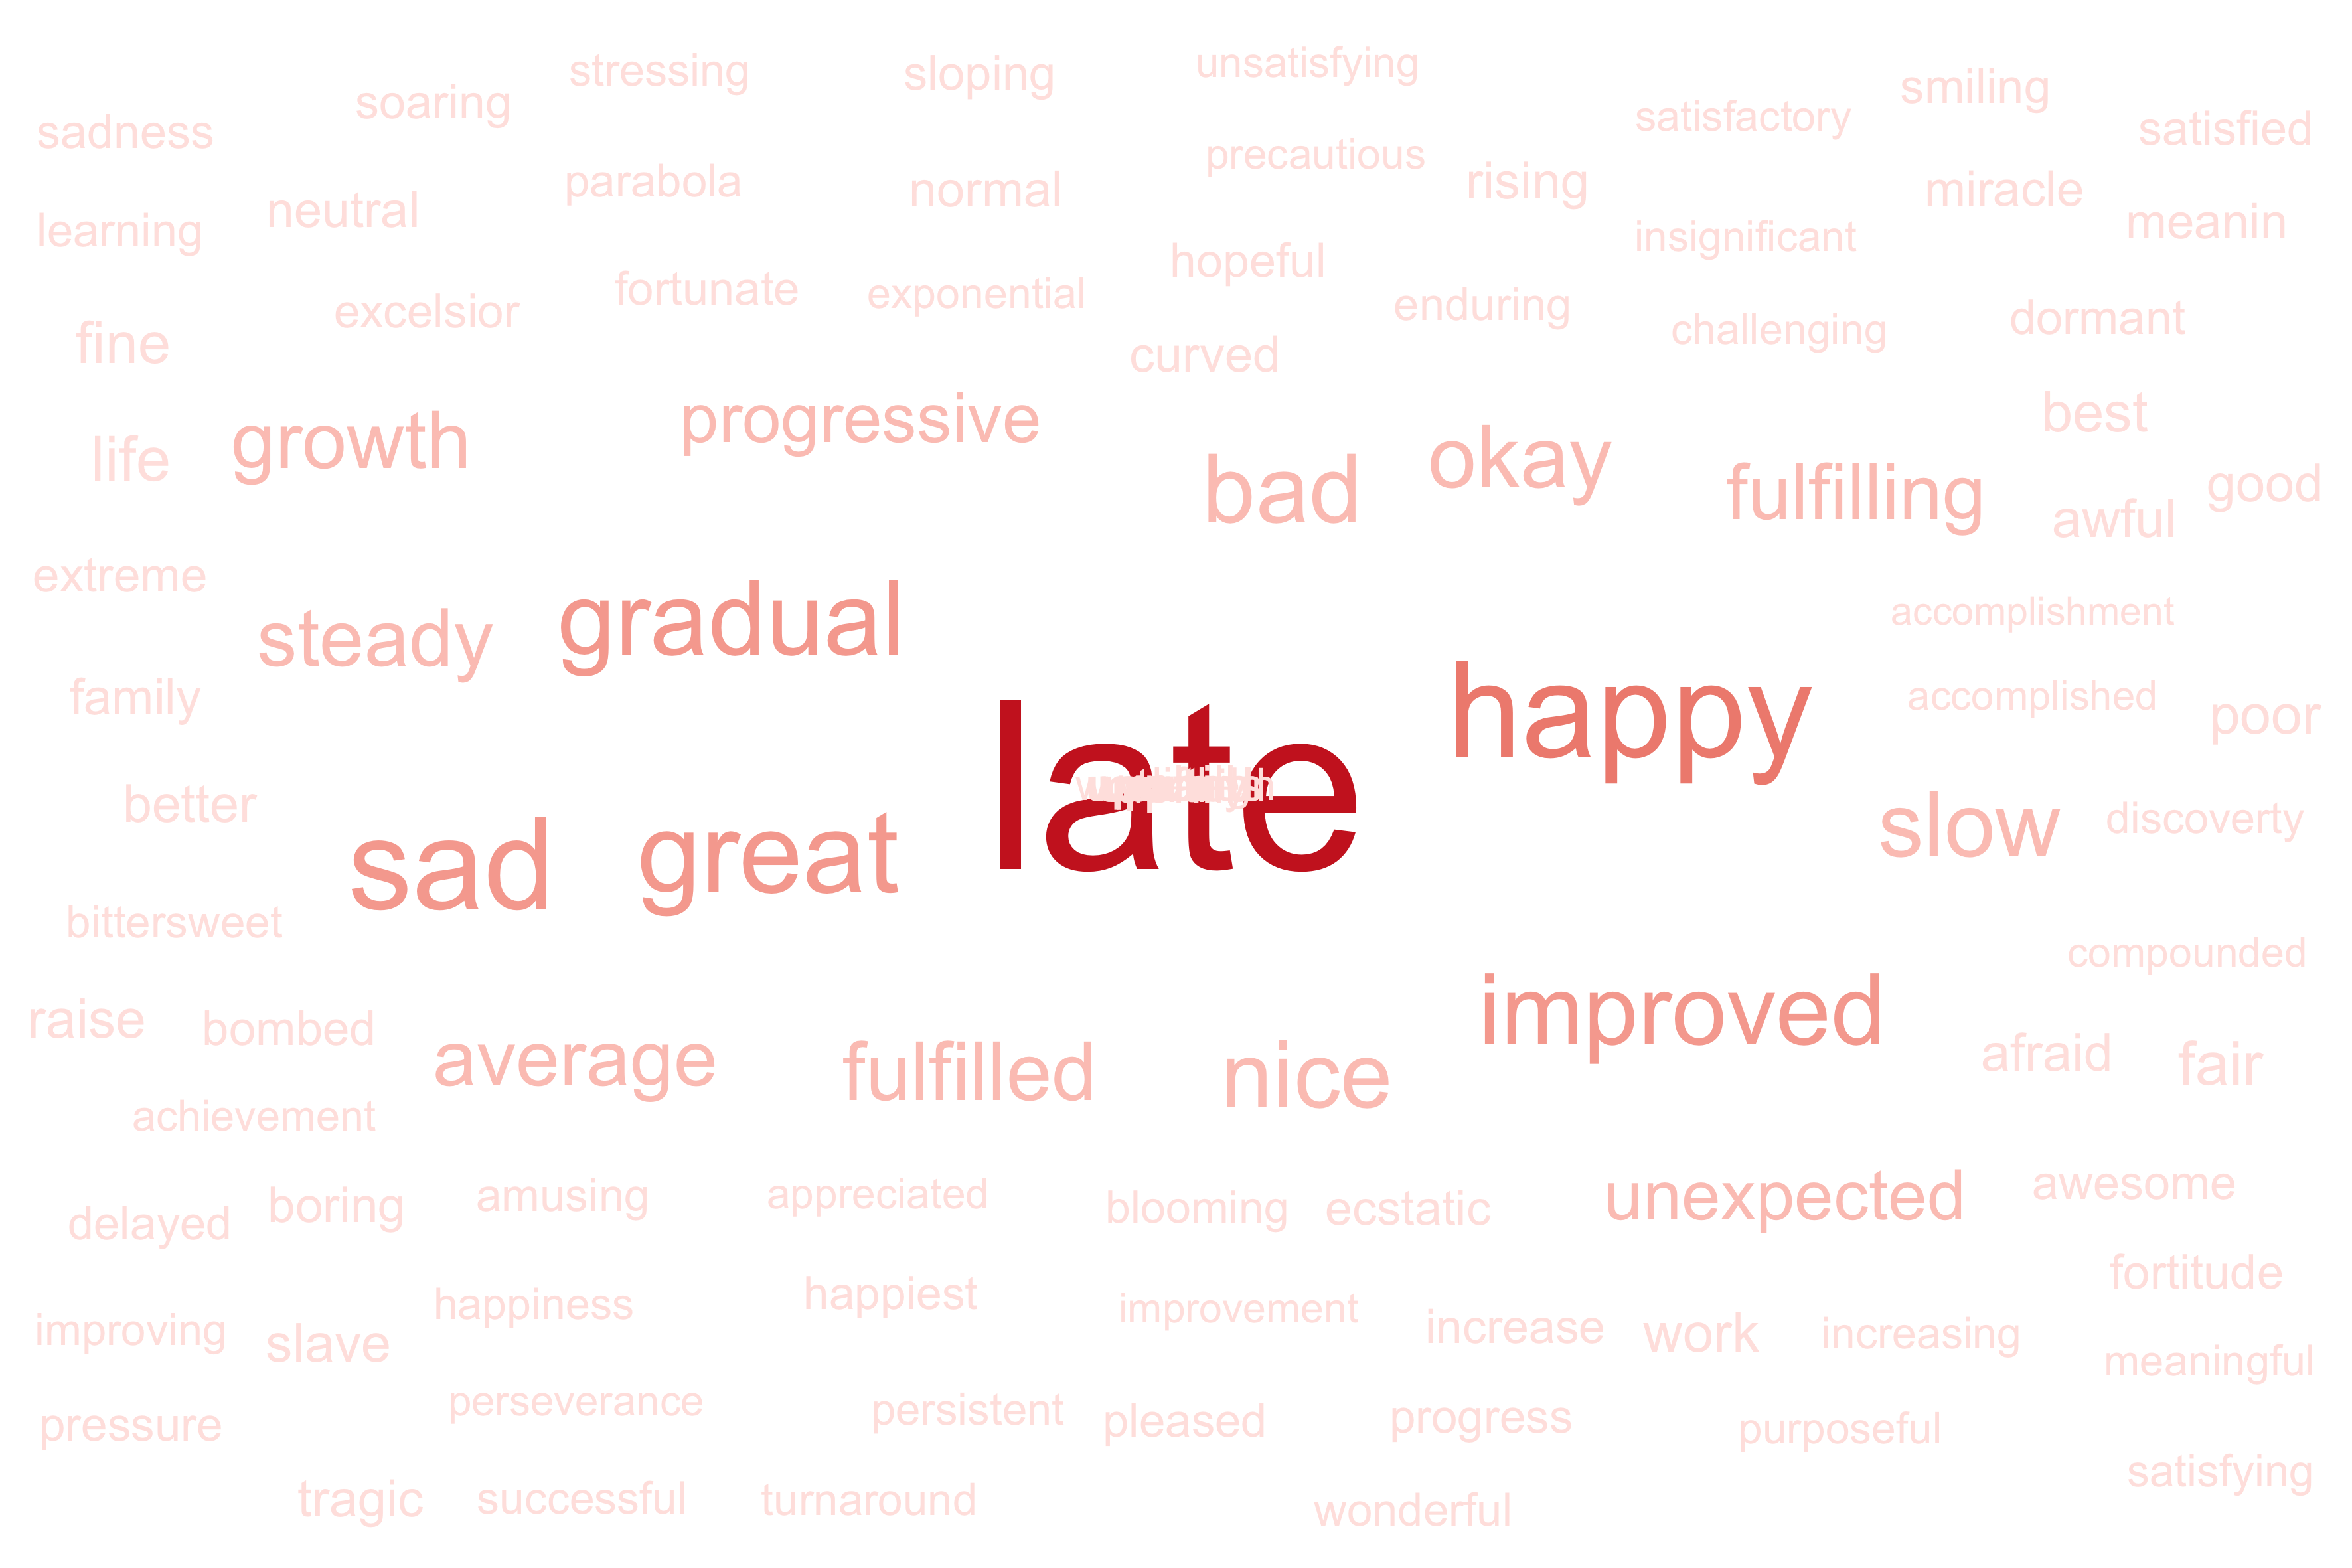 stressing
sloping
unsatisfying
smiling
soaring
satisfactory
sadness
satisfied
parabola
precautious
normal
rising
miracle
neutral
learning
insignificant
meanin
hopeful
fortunate
exponential
enduring
excelsior
dormant
challenging
fine
curved
progressive
best
growth
okay
life
bad
fulfilling
good
awful
extreme
gradual
accomplishment
steady
family
happy
accomplished
poor
late
better
slow
discoverty
sad
great
bittersweet
compounded
raise
bombed
improved
average
fulfilled
nice
afraid
fair
achievement
amusing
appreciated
awesome
boring
blooming
ecstatic
unexpected
delayed
fortitude
happiness
happiest
improvement
improving
slave
increase
work
increasing
meaningful
perseverance
persistent
pleased
progress
pressure
purposeful
satisfying
tragic
successful
turnaround
wonderful